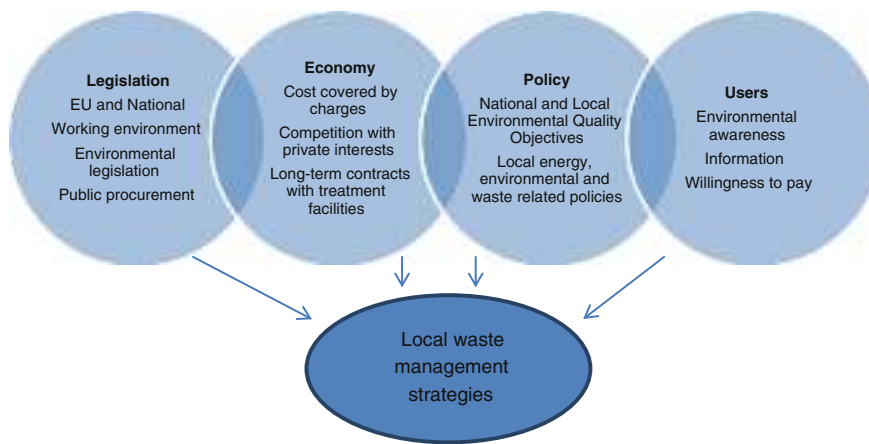 Legislation
EU and National
Working environment
Environmental
legislation
Public procurement
Economy
Cost covered by
charges
Competition with
private interests
Long-term contracts
with treatment
facilities
Policy
National and Local
Environmental Quality
Objectives
Local energy,
environmental and
waste related policies
Users
Environmental
awareness
Information
Willingness to pay
Local waste
management
strategies